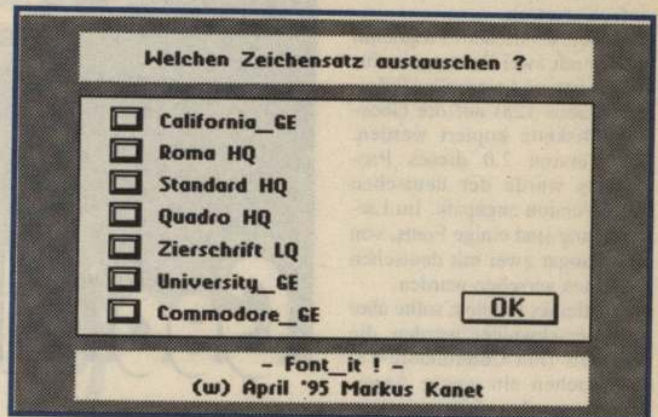 Welchen Zeichensatz austauschen ?
California_GE
Roma HQ
Standard HQ
Quadro HQ
Zierschrift LQ
University_GE
Commodore_GE
OK
- Font_it ! -
(w) April '95 Markus Kanet